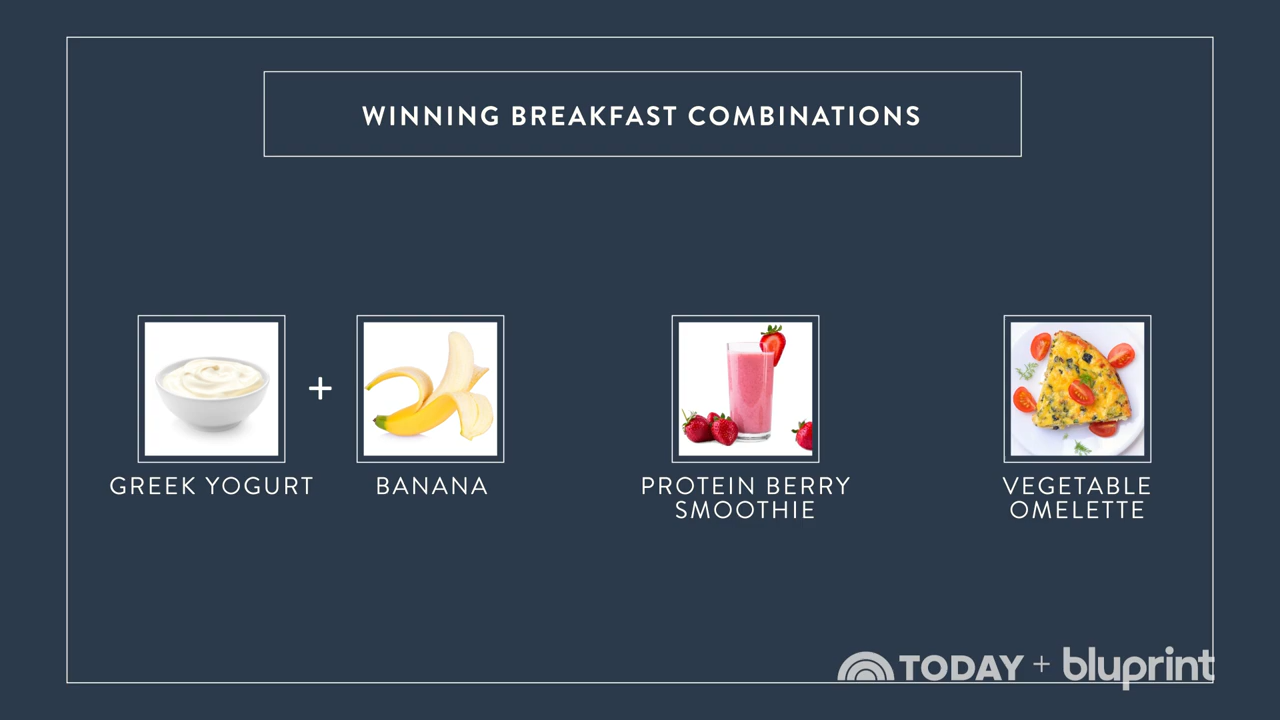 WINNING BREAKFAST COMBINATIONS
+
GREEK YOGURT
BANANA
PROTEIN BERRY
SMOOTHIE
VEGETABLE
OMELETTE
TODAY + bluprint